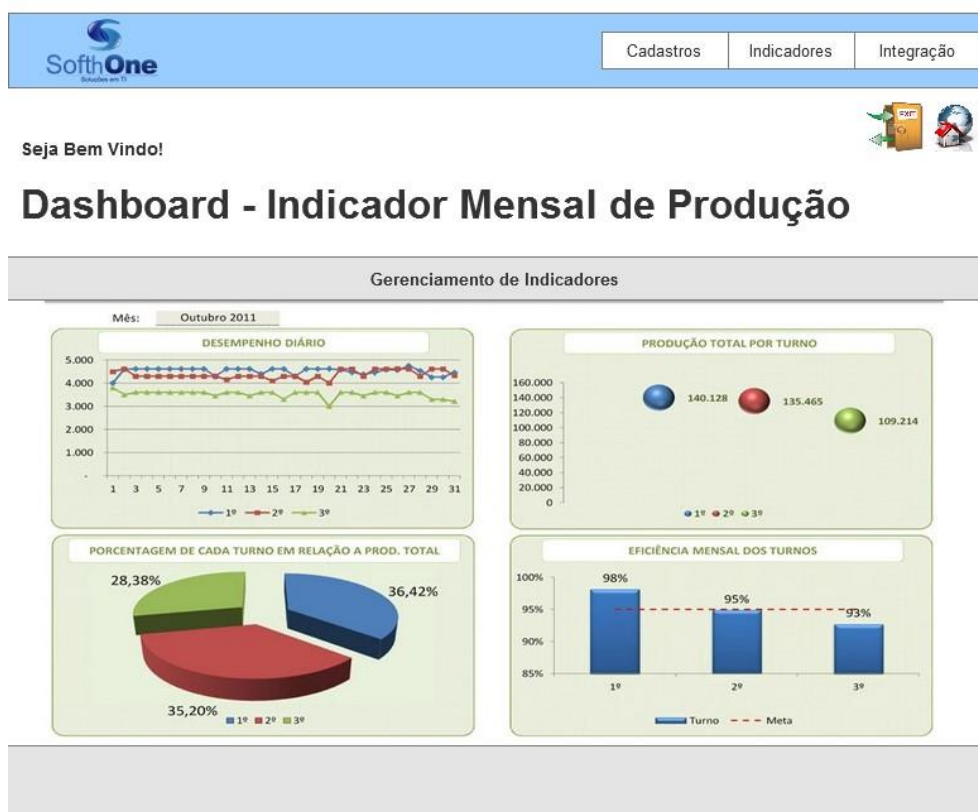 SofthOne
Soluções em TI
Cadastros Indicadores Integração
EXIT
Seja Bem Vindo!
Dashboard - Indicador Mensal de Produção
Gerenciamento de Indicadores
Mês: Outubro 2011
DESEMPENHO DIÁRIO
5.000
4.000
3.000
2.000
1.000
-
1 3 5 7 9 11 13 15 17 19 21 23 25 27 29 31
1º 2º 3º
PRODUÇÃO TOTAL POR TURNO
160.000
140.000
120.000
100.000
80.000
60.000
40.000
20.000
0
140.128
135.465
109.214
1º 2º 3º
PORCENTAGEM DE CADA TURNO EM RELAÇÃO A PROD. TOTAL
28,38%
36,42%
35,20%
1º 2º 3º
EFICIÊNCIA MENSAL DOS TURNOS
100%
95%
90%
85%
98%
95%
93%
1º 2º 3º
Turno Meta